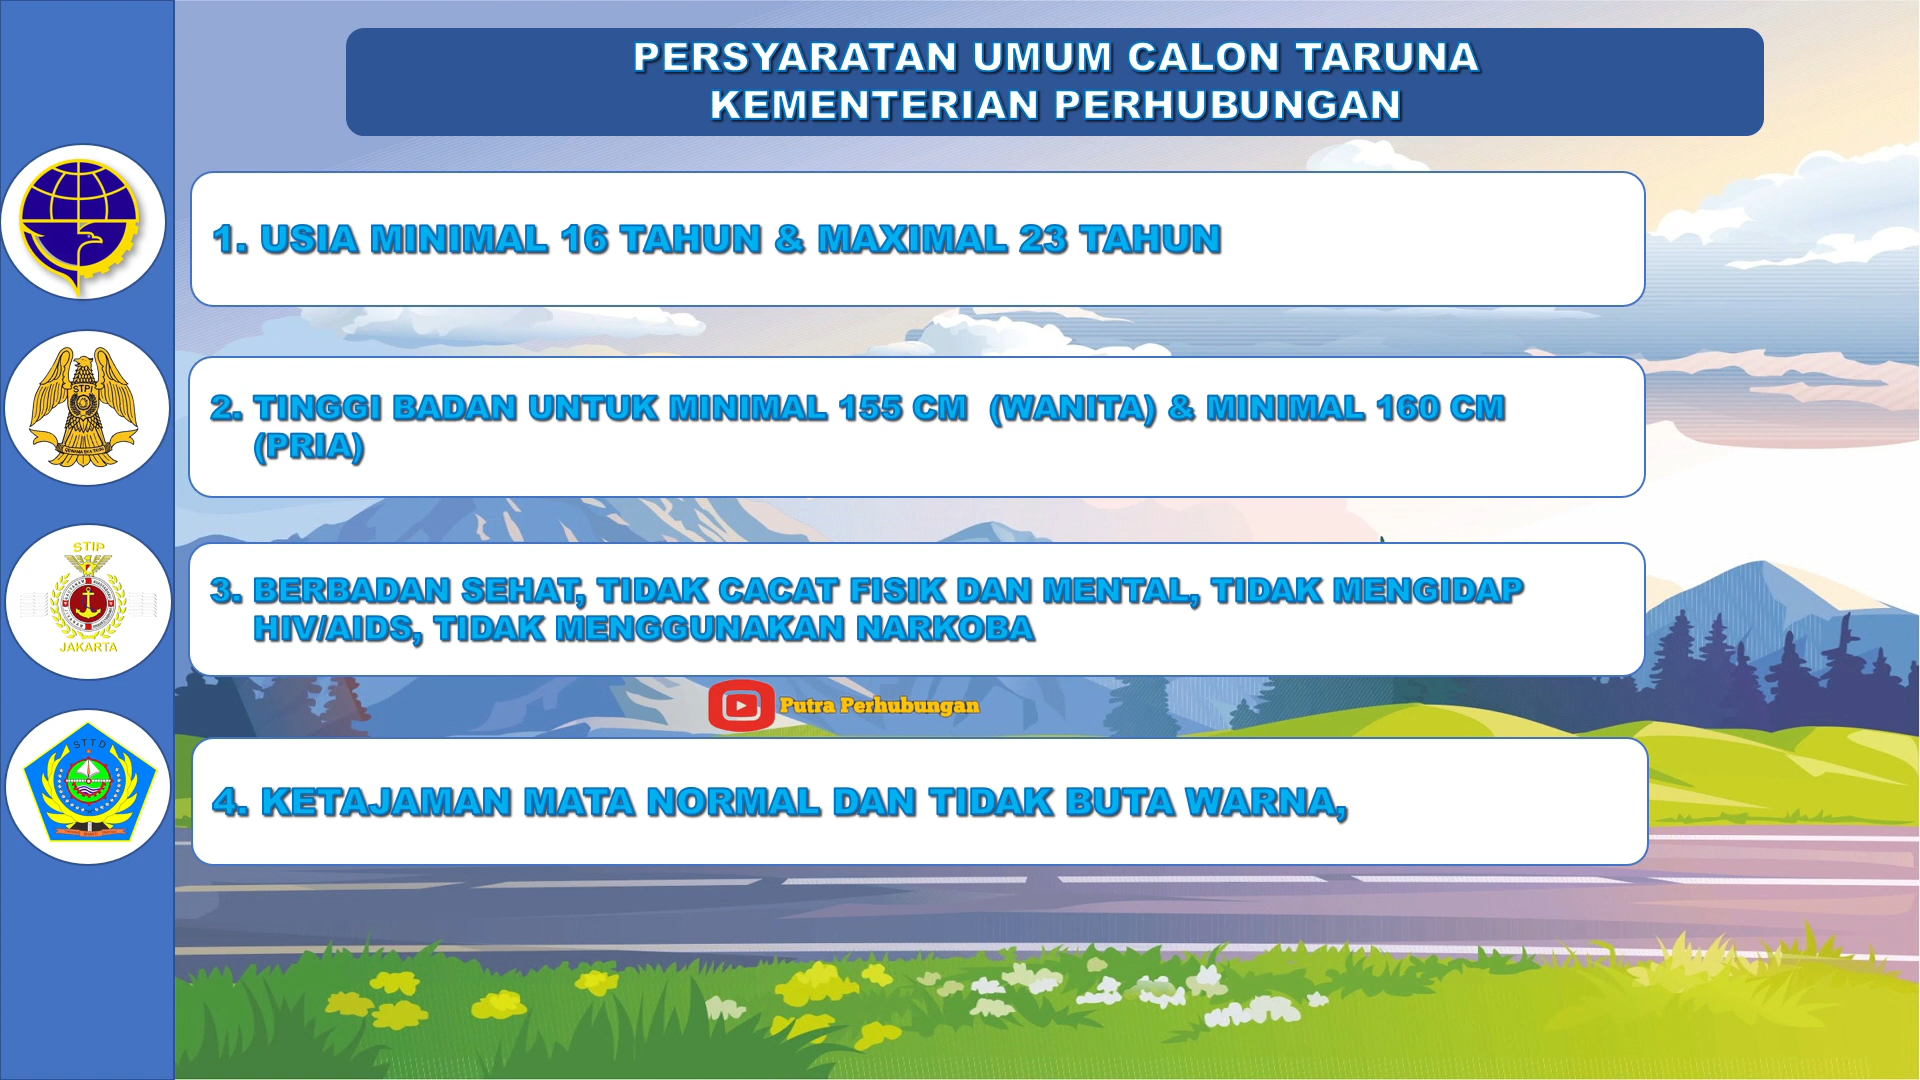 PERSYARATAN UMUM CALON TARUNA
KEMENTERIAN PERHUBUNGAN
1. USIA MINIMAL 16 TAHUN & MAXIMAL 23 TAHUN
STPI
2. TINGGI BADAN UNTUK MINIMAL 155 CM (WANITA) & MINIMAL 160 CM
(PRIA)
STIP
JAKARTA
3. BERBADAN SEHAT, TIDAK CACAT FISIK DAN MENTAL, TIDAK MENGIDAP
HIV/AIDS, TIDAK MENGGUNAKAN NARKOBA
Putra Perhubungan
STTD
4. KETAJAMAN MATA NORMAL DAN TIDAK BUTA WARNA,